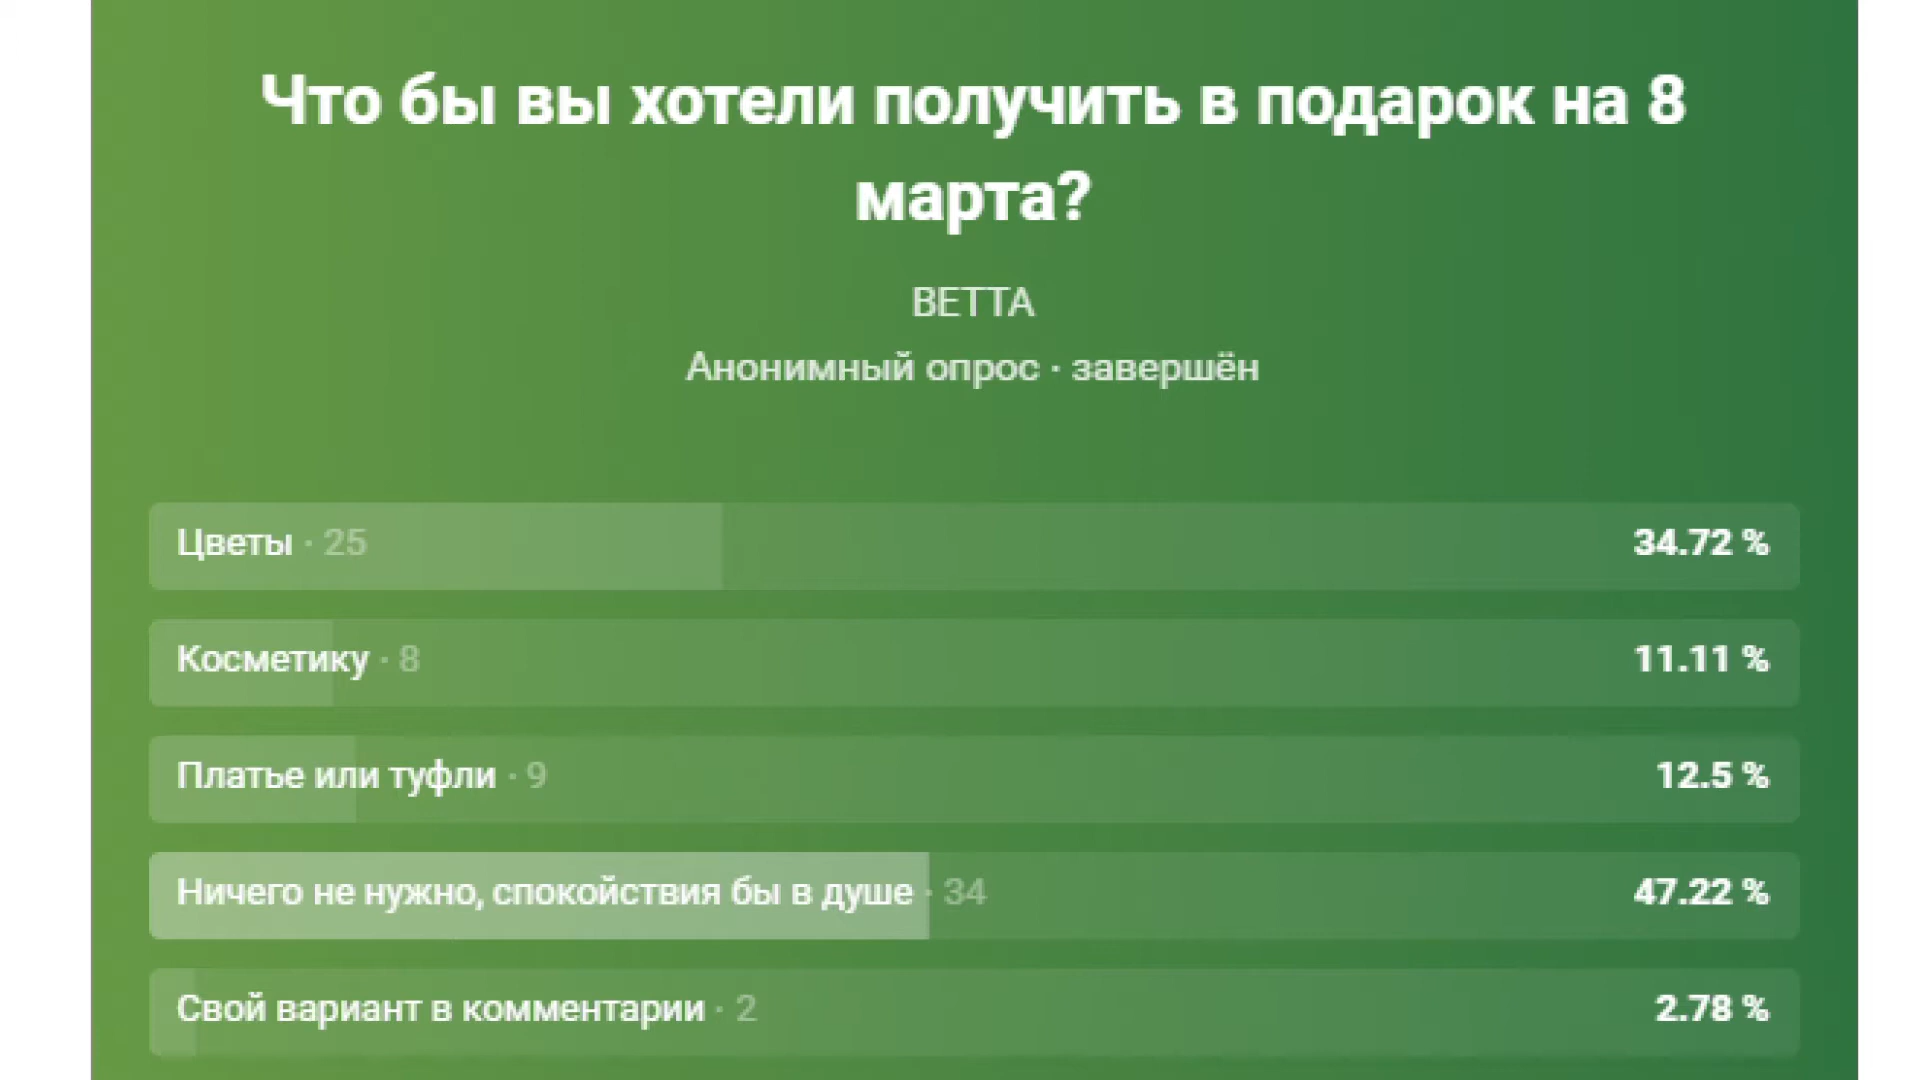 Что бы вы хотели получить в подарок на 8
марта?
ВЕТТА
Анонимный опрос · завершён
Цветы · 25 34.72 %
Косметику · 8 11.11 %
Платье или туфли · 9 12.5 %
Ничего не нужно, спокойствия бы в душе · 34 47.22 %
Свой вариант в комментарии · 2 2.78 %